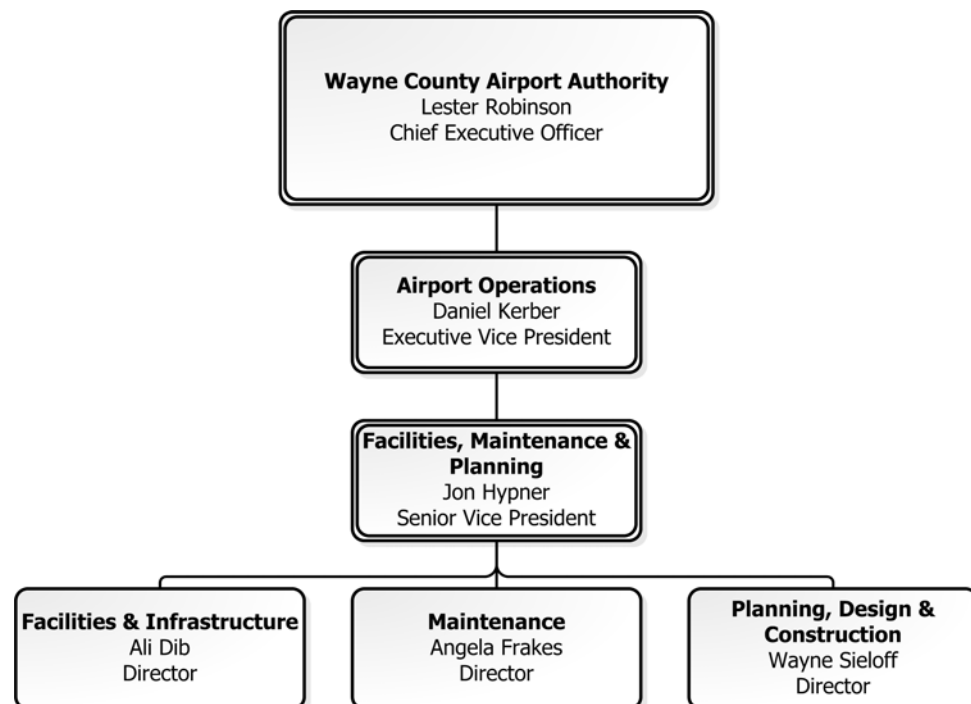 Wayne County Airport Authority
Lester Robinson
Chief Executive Officer
Airport Operations
Daniel Kerber
Executive Vice President
Facilities, Maintenance &
Planning
Jon Hypner
Senior Vice President
Facilities & Infrastructure
Ali Dib
Director
Maintenance
Angela Frakes
Director
Planning, Design &
Construction
Wayne Sieloff
Director